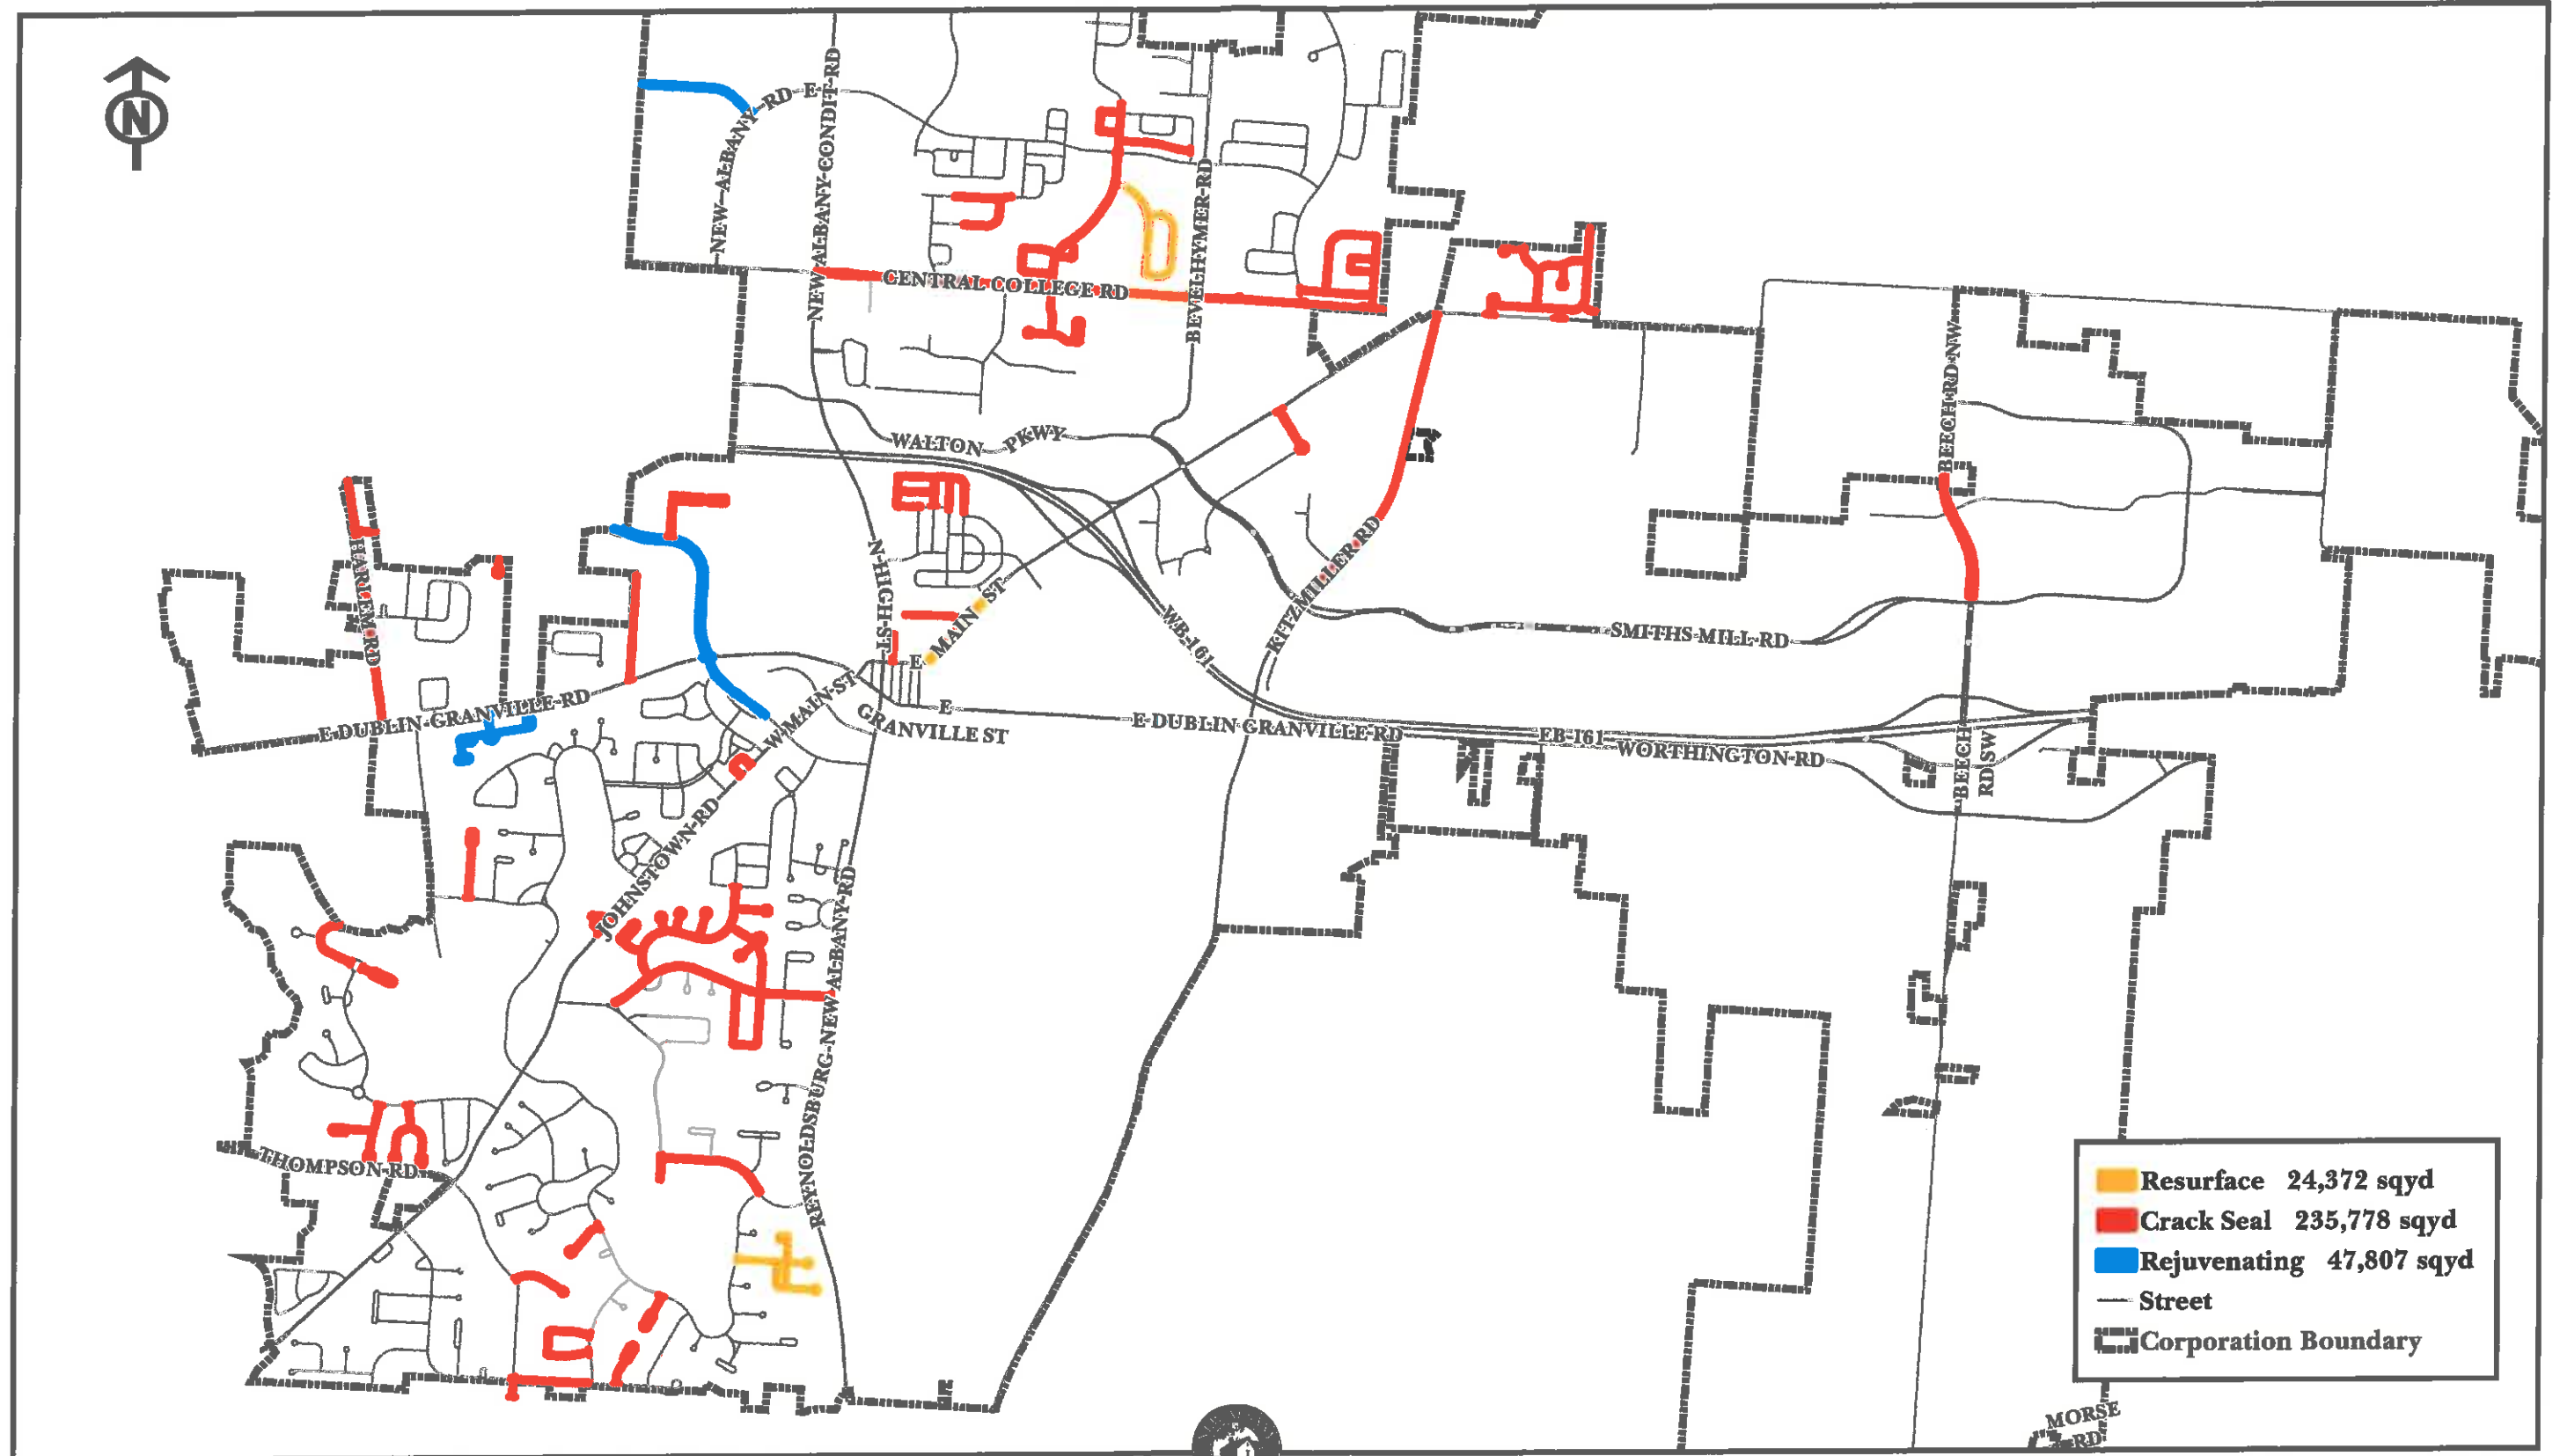 N
NEW-ALBANY-RD E
NEW ALBANY-CONDIT-RD
BEVELHYMER-RD
CENTRAL COLLEGE RD
WALTON PKWY
BEECH-RD-NW
HARLEM RD
N-HIGH-ST
E MAIN ST
KITZMILLER RD
WB-161
SMITHS-MILL-RD
E-DUBLIN-GRANVILLE-RD
W-MAIN-ST
GRANVILLE ST
E
E-DUBLIN GRANVILLE-RD
EB-161
WORTHINGTON-RD
BEECH
RD SW
JOHNSTOWN-RD
REYNOLDSBURG-NEW ALBANY-RD
THOMPSON-RD
Resurface 24,372 sqyd
Crack Seal 235,778 sqyd
Rejuvenating 47,807 sqyd
Street
Corporation Boundary
MORSE
RD